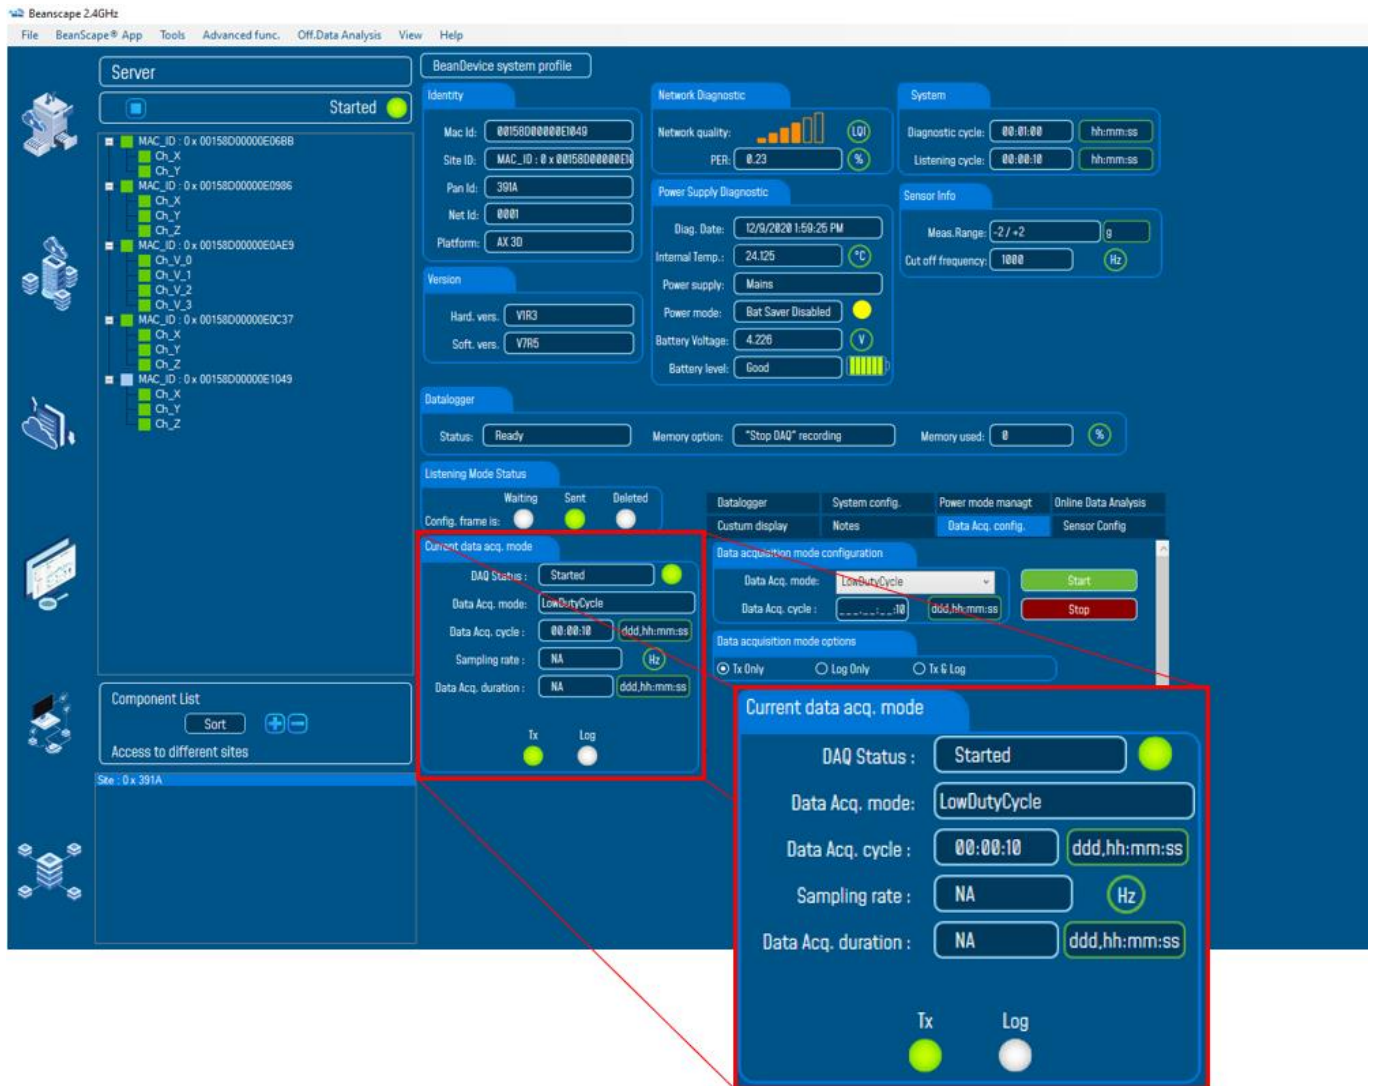 Beanscape 2.4GHz
File BeanScape® App Tools Advanced func. Off.Data Analysis View Help
Server
Started
MAC_ID : 0 x 00158D00000E06BB
Ch_X
Ch_Y
MAC_ID : 0 x 00158D00000E0986
Ch_X
Ch_Y
Ch_Z
MAC_ID : 0 x 00158D00000E0AE9
Ch_V_0
Ch_V_1
Ch_V_2
Ch_V_3
MAC_ID : 0 x 00158D00000E0C37
Ch_X
Ch_Y
Ch_Z
MAC_ID : 0 x 00158D00000E1049
Ch_X
Ch_Y
Ch_Z
Component List
Sort
Access to different sites
Site : 0 x 391A
BeanDevice system profile
Identity
Mac Id: 00158D00000E1049
Site ID: MAC_ID : 0 x 00158D00000E
Pan Id: 391A
Net Id: 0001
Platform: AX 3D
Version
Hard. vers. V1R3
Soft. vers. V7R5
Network Diagnostic
Network quality: LQI
PER: 0.23 %
Power Supply Diagnostic
Diag. Date: 12/9/2020 1:59:25 PM
Internal Temp.: 24.125 °C
Power supply: Mains
Power mode: Bat Saver Disabled
Battery Voltage: 4.226 V
Battery level: Good
System
Diagnostic cycle: 00:01:00 hh:mm:ss
Listening cycle: 00:00:10 hh:mm:ss
Sensor Info
Meas.Range: -2 / +2 g
Cut off frequency: 1000 Hz
Datalogger
Status: Ready Memory option: "Stop DAQ" recording Memory used: 0 %
Listening Mode Status
Waiting Sent Deleted
Config. frame is:
Current data acq. mode
DAQ Status : Started
Data Acq. mode: LowDutyCycle
Data Acq. cycle : 00:00:10 ddd,hh:mm:ss
Sampling rate : NA Hz
Data Acq. duration : NA ddd,hh:mm:ss
Tx Log
Datalogger System config. Power mode managt Online Data Analysis
Custum display Notes Data Acq. config. Sensor Config
Data acquisition mode configuration
Data Acq. mode: LowDutyCycle Start
Data Acq. cycle : ___,__:__:10 ddd,hh:mm:ss Stop
Data acquisition mode options
Tx Only Log Only Tx & Log
Current data acq. mode
DAQ Status : Started
Data Acq. mode: LowDutyCycle
Data Acq. cycle : 00:00:10 ddd,hh:mm:ss
Sampling rate : NA Hz
Data Acq. duration : NA ddd,hh:mm:ss
Tx Log